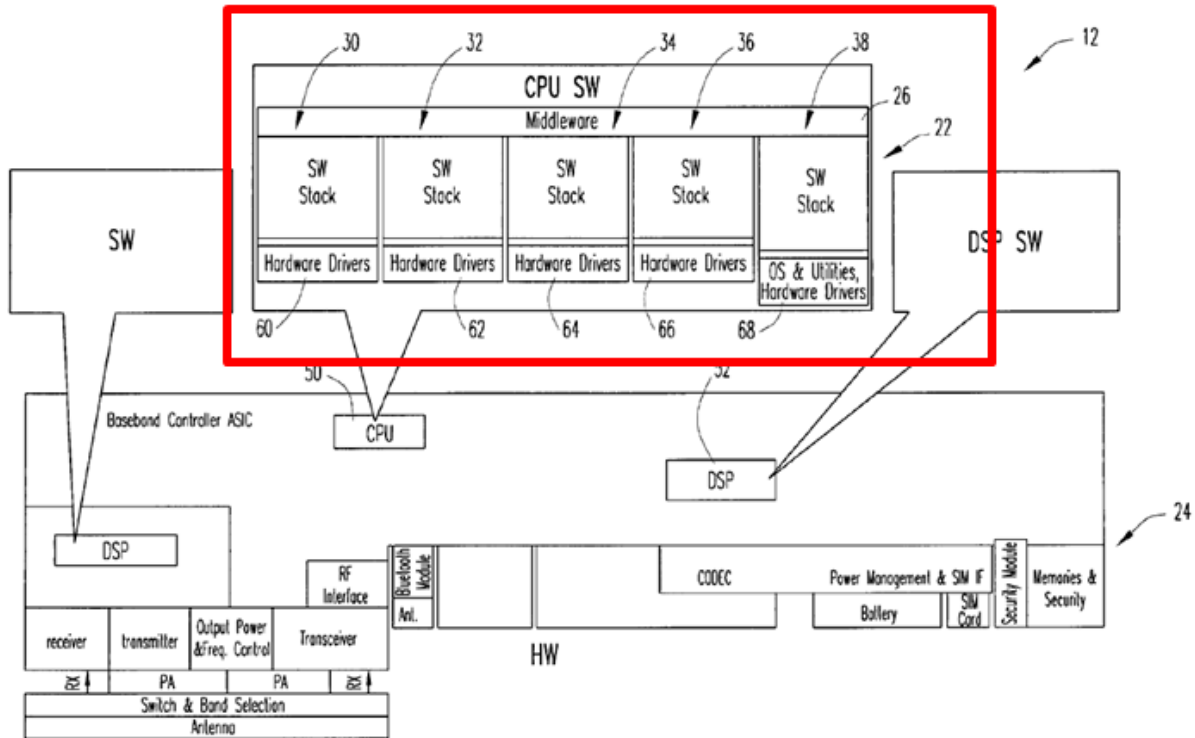 30
32
34
36
38
12
CPU SW
26
Middleware
22
SW
Stack
SW
Stack
SW
Stack
SW
Stack
SW
Stack
SW
DSP SW
Hardware Drivers
Hardware Drivers
Hardware Drivers
Hardware Drivers
OS & Utilities,
Hardware Drivers
60
62
64
66
68
50
52
Baseband Controller ASIC
CPU
DSP
24
DSP
RF
Interface
Bluetooth
Module
Ant.
CODEC
Power Management & SIM IF
Battery
SIM
Card
Security Module
Memories &
Security
receiver
transmitter
Output Power
&Freq. Control
Transceiver
HW
RX
PA
PA
RX
Switch & Band Selection
Antenna